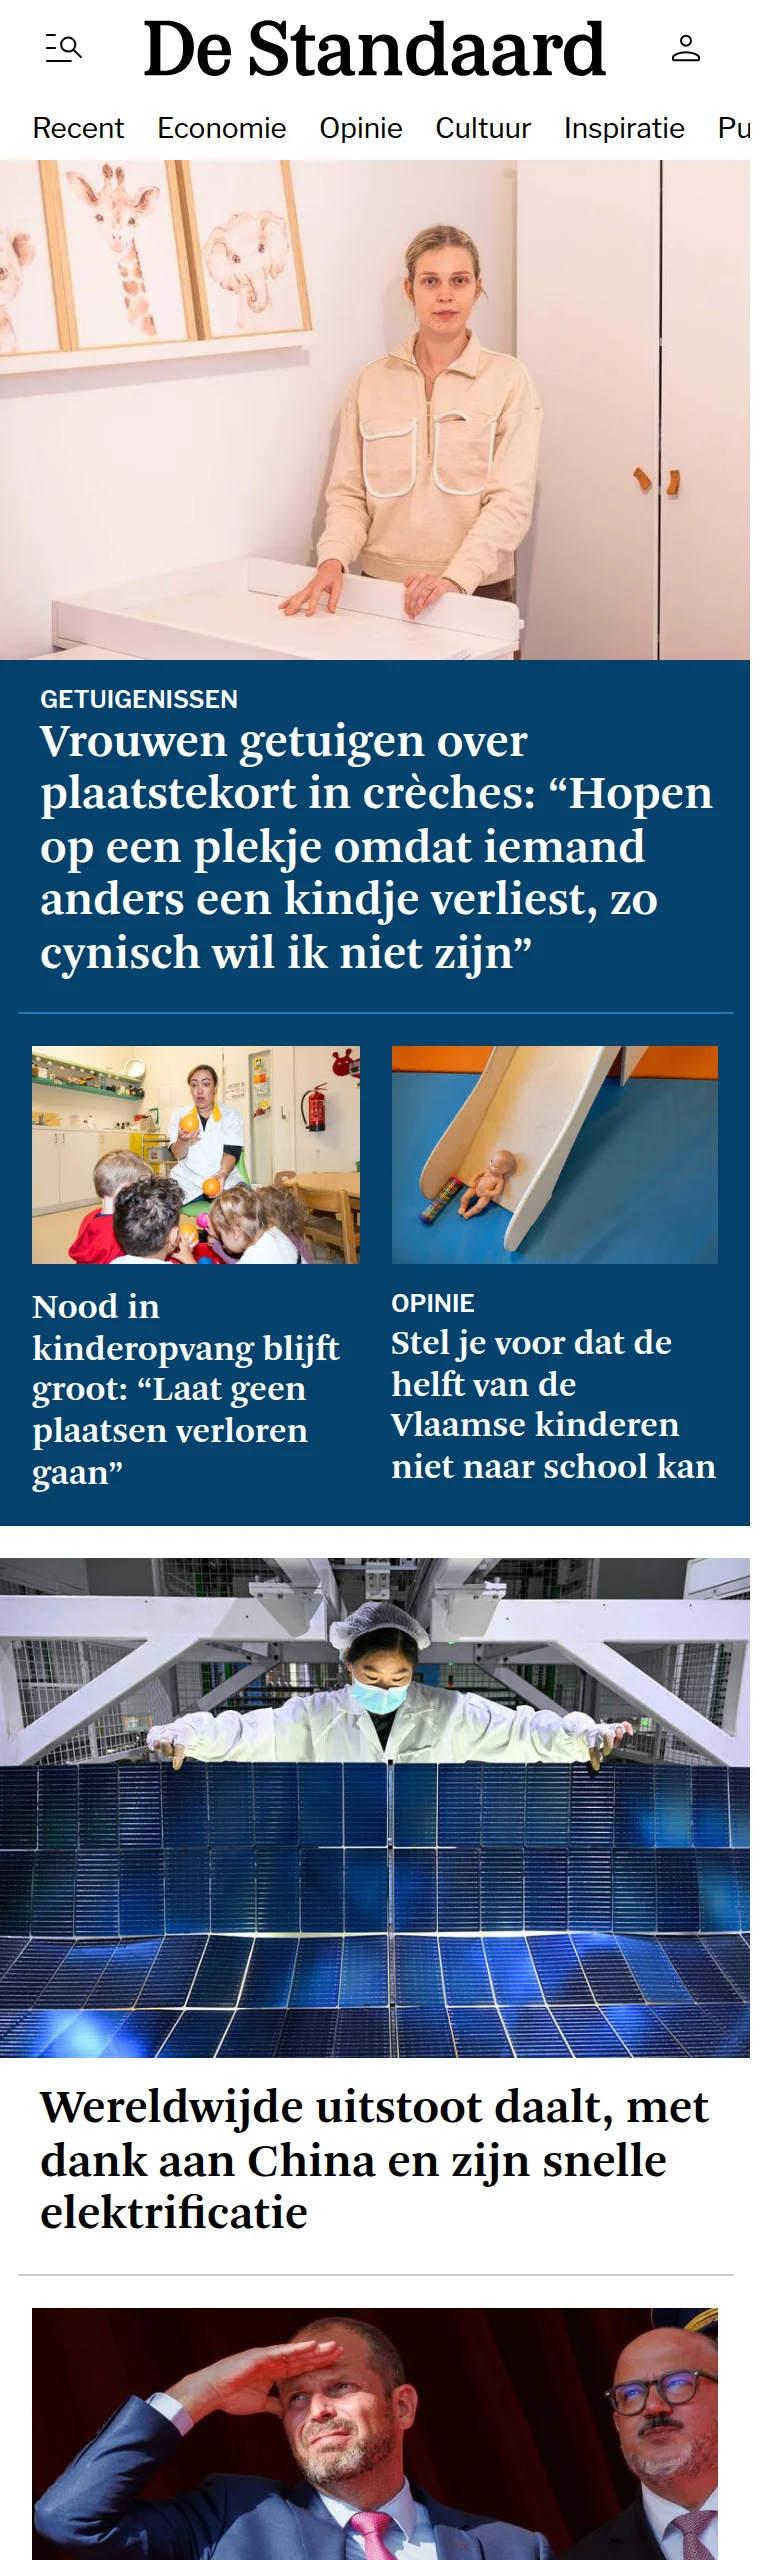 De Standaard
Recent Economie Opinie Cultuur Inspiratie Pu
GETUIGENISSEN
Vrouwen getuigen over
plaatstekort in crèches: “Hopen
op een plekje omdat iemand
anders een kindje verliest, zo
cynisch wil ik niet zijn”
Nood in
kinderopvang blijft
groot: “Laat geen
plaatsen verloren
gaan”
OPINIE
Stel je voor dat de
helft van de
Vlaamse kinderen
niet naar school kan
Wereldwijde uitstoot daalt, met
dank aan China en zijn snelle
elektrificatie